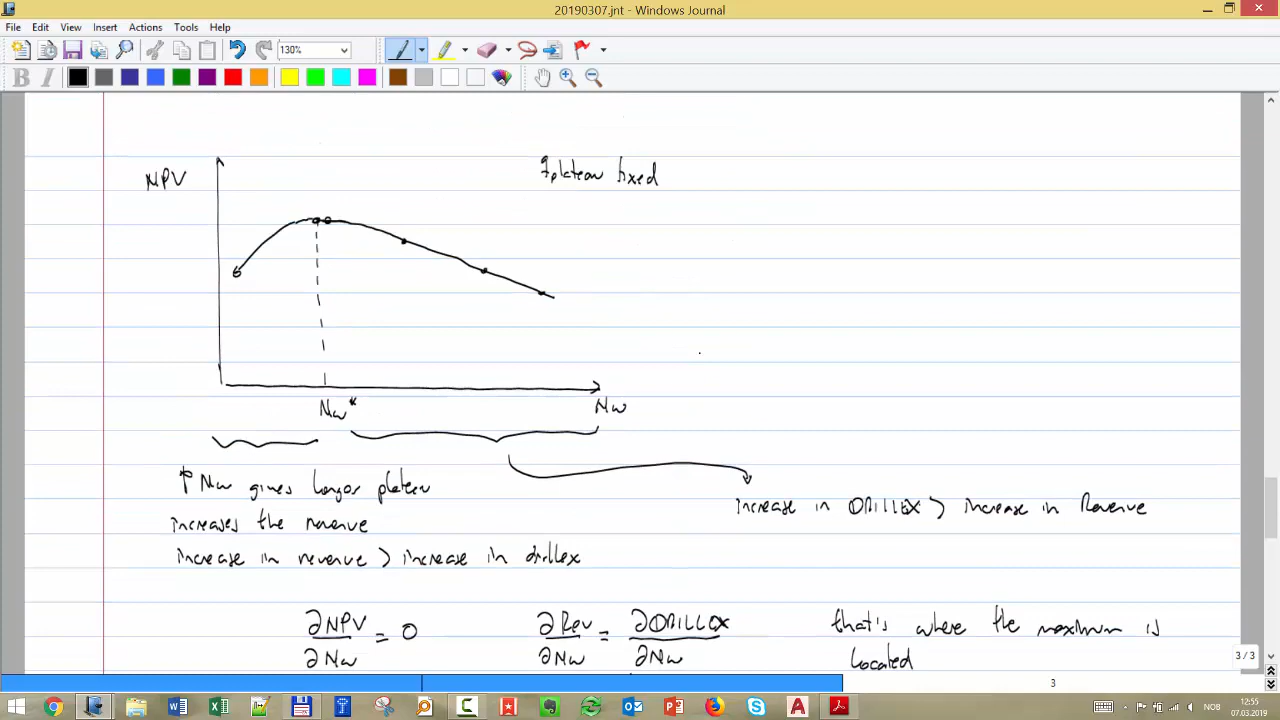 20190307.jnt - Windows Journal
File Edit View Insert Actions Tools Help
130%
B I
NPV
qplateau fixed
Nw*
Nw
↑ Nw gives longer plateau
increases the revenue
increase in revenue > increase in drillex
increase in DRILLEX > increase in Revenue
∂NPV/∂Nw = 0
∂Rev/∂Nw = ∂DRILLEX/∂Nw
that's where the maximum is
located
3 / 3
3
NOB
12:55
07.03.2019